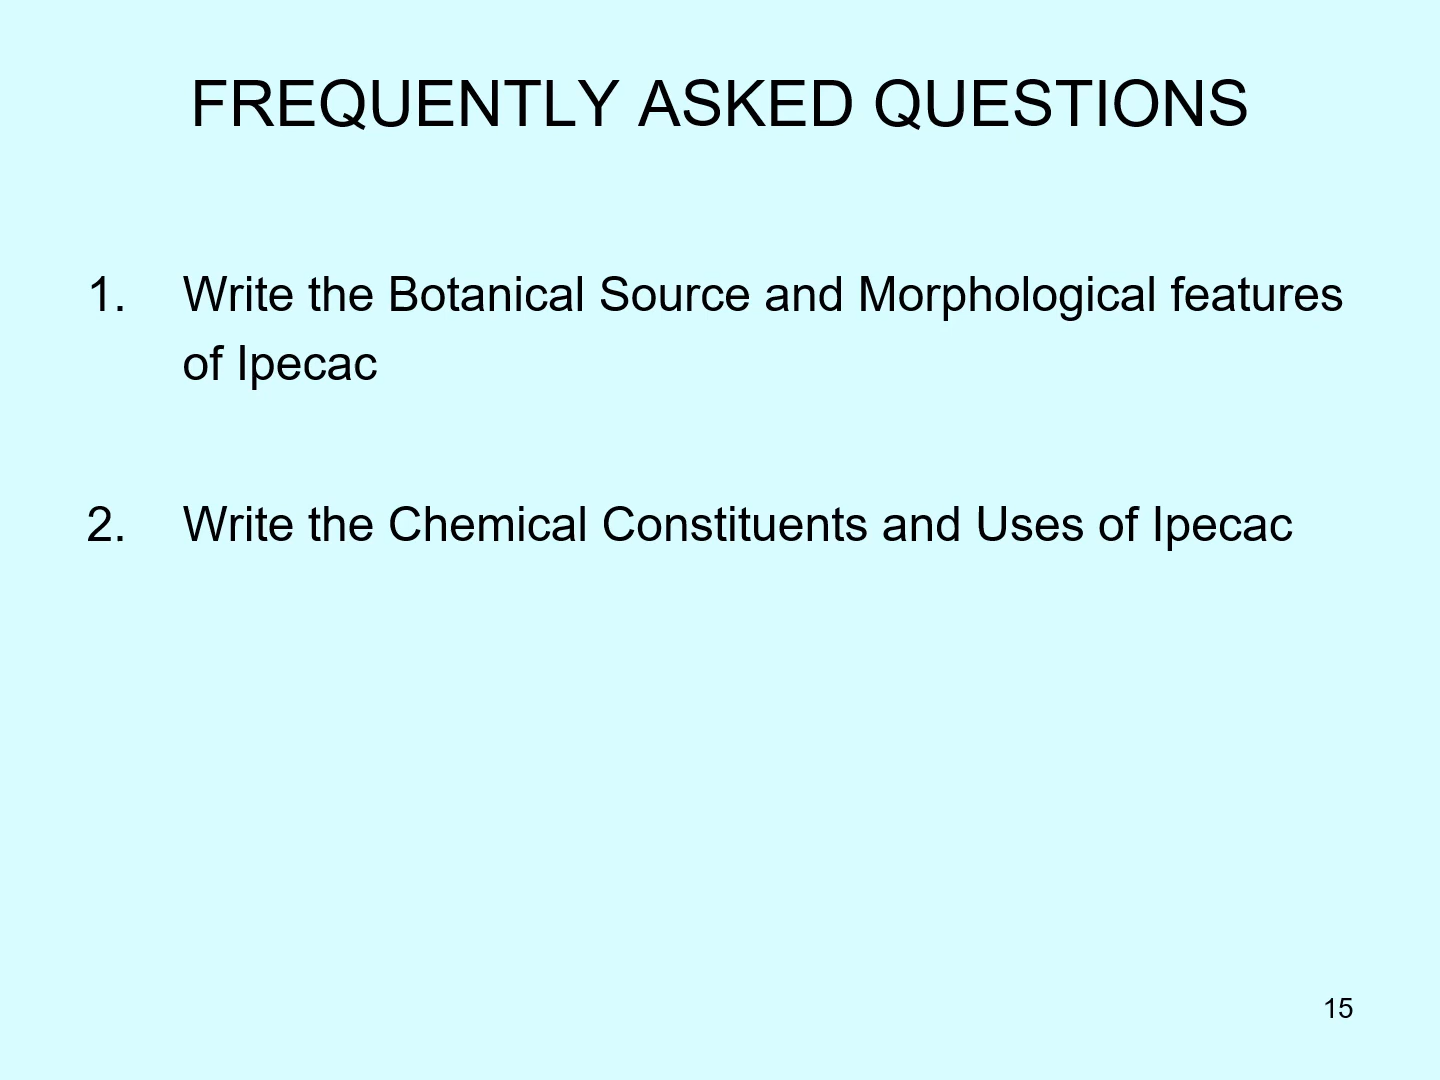 FREQUENTLY ASKED QUESTIONS
1. Write the Botanical Source and Morphological features
of Ipecac
2. Write the Chemical Constituents and Uses of Ipecac
15